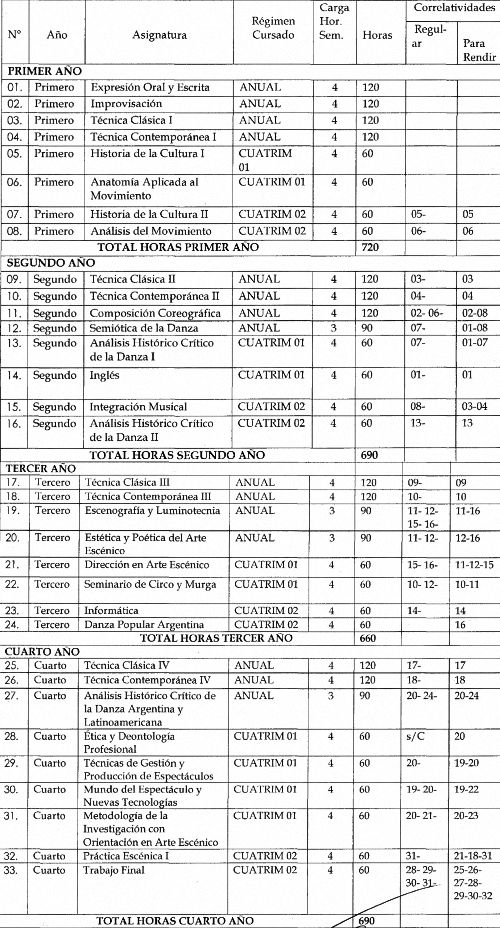 Nº Año Asignatura Régimen Cursado Carga Hor. Sem. Horas Correlatividades
Regul-ar Para Rendir
PRIMER AÑO
01. Primero Expresión Oral y Escrita ANUAL 4 120
02. Primero Improvisación ANUAL 4 120
03. Primero Técnica Clásica I ANUAL 4 120
04. Primero Técnica Contemporánea I ANUAL 4 120
05. Primero Historia de la Cultura I CUATRIM 4 60
01
06. Primero Anatomía Aplicada al CUATRIM 01 4 60
Movimiento
07. Primero Historia de la Cultura II CUATRIM 02 4 60 05- 05
08. Primero Análisis del Movimiento CUATRIM 02 4 60 06- 06
TOTAL HORAS PRIMER AÑO 720
SEGUNDO AÑO
09. Segundo Técnica Clásica II ANUAL 4 120 03- 03
10. Segundo Técnica Contemporánea II ANUAL 4 120 04- 04
11. Segundo Composición Coreográfica ANUAL 4 120 02- 06- 02-08
12. Segundo Semiótica de la Danza ANUAL 3 90 07- 01-08
13. Segundo Análisis Histórico Crítico CUATRIM 01 4 60 07- 01-07
de la Danza I
14. Segundo Inglés CUATRIM 01 4 60 01- 01
15. Segundo Integración Musical CUATRIM 02 4 60 08- 03-04
16. Segundo Análisis Histórico Crítico CUATRIM 02 4 60 13- 13
de la Danza II
TOTAL HORAS SEGUNDO AÑO 690
TERCER AÑO
17. Tercero Técnica Clásica III ANUAL 4 120 09- 09
18. Tercero Técnica Contemporánea III ANUAL 4 120 10- 10
19. Tercero Escenografía y Luminotecnia ANUAL 3 90 11- 12- 11-16
15- 16-
20. Tercero Estética y Poética del Arte ANUAL 3 90 11- 12- 12-16
Escénico
21. Tercero Dirección en Arte Escénico CUATRIM 01 4 60 15- 16- 11-12-15
22. Tercero Seminario de Circo y Murga CUATRIM 01 4 60 10- 12- 10-11
23. Tercero Informática CUATRIM 02 4 60 14- 14
24. Tercero Danza Popular Argentina CUATRIM 02 4 60 16
TOTAL HORAS TERCER AÑO 660
CUARTO AÑO
25. Cuarto Técnica Clásica IV ANUAL 4 120 17- 17
26. Cuarto Técnica Contemporánea IV ANUAL 4 120 18- 18
27. Cuarto Análisis Histórico Crítico de ANUAL 3 90 20- 24- 20-24
la Danza Argentina y
Latinoamericana
28. Cuarto Ética y Deontología CUATRIM 01 4 60 s/C 20
Profesional
29. Cuarto Técnicas de Gestión y CUATRIM 01 4 60 20- 19-20
Producción de Espectáculos
30. Cuarto Mundo del Espectáculo y CUATRIM 01 4 60 19- 20- 19-22
Nuevas Tecnologías
31. Cuarto Metodología de la CUATRIM 01 4 60 20- 21- 20-23
Investigación con
Orientación en Arte Escénico
32. Cuarto Práctica Escénica I CUATRIM 02 4 60 31- 21-18-31
33. Cuarto Trabajo Final CUATRIM 02 4 60 28- 29- 25-26-
30- 31- 27-28-
29-30-32
TOTAL HORAS CUARTO AÑO 690